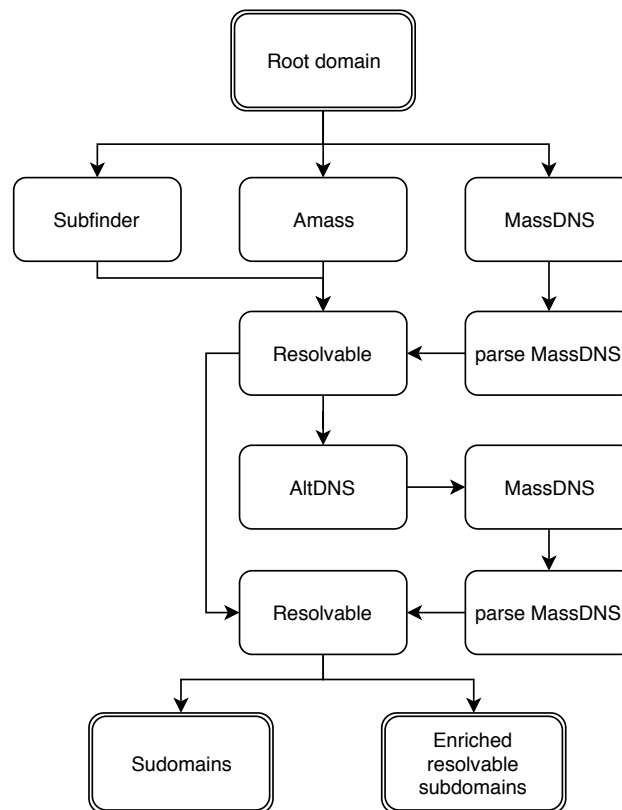 Root domain
Subfinder
Amass
MassDNS
Resolvable
parse MassDNS
AltDNS
MassDNS
Resolvable
parse MassDNS
Sudomains
Enriched
resolvable
subdomains